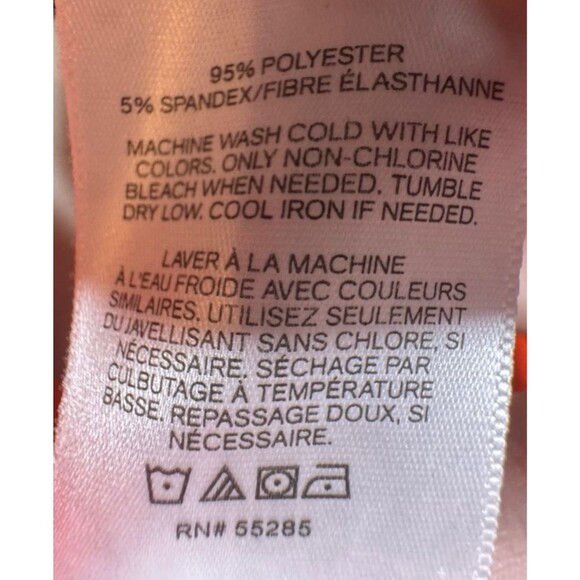 95% POLYESTER
5% SPANDEX/FIBRE ÉLASTHANNE
MACHINE WASH COLD WITH LIKE
COLORS. ONLY NON-CHLORINE
BLEACH WHEN NEEDED. TUMBLE
DRY LOW. COOL IRON IF NEEDED.
LAVER À LA MACHINE
À L'EAU FROIDE AVEC COULEURS
SIMILAIRES. UTILISEZ SEULEMENT
DU JAVELLISANT SANS CHLORE, SI
NÉCESSAIRE. SÉCHAGE PAR
CULBUTAGE À TEMPÉRATURE
BASSE. REPASSAGE DOUX, SI
NÉCESSAIRE.
RN# 55285